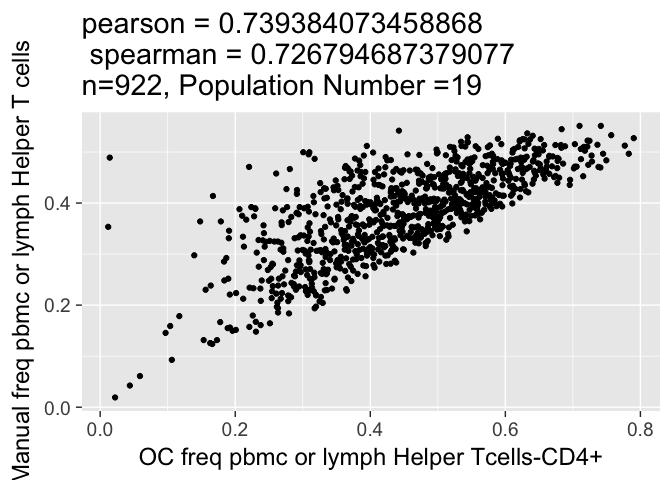 pearson = 0.739384073458868
spearman = 0.726794687379077
n=922, Population Number =19
Manual freq pbmc or lymph Helper T cells
0.4
0.2
0.0
0.0 0.2 0.4 0.6 0.8
OC freq pbmc or lymph Helper Tcells-CD4+